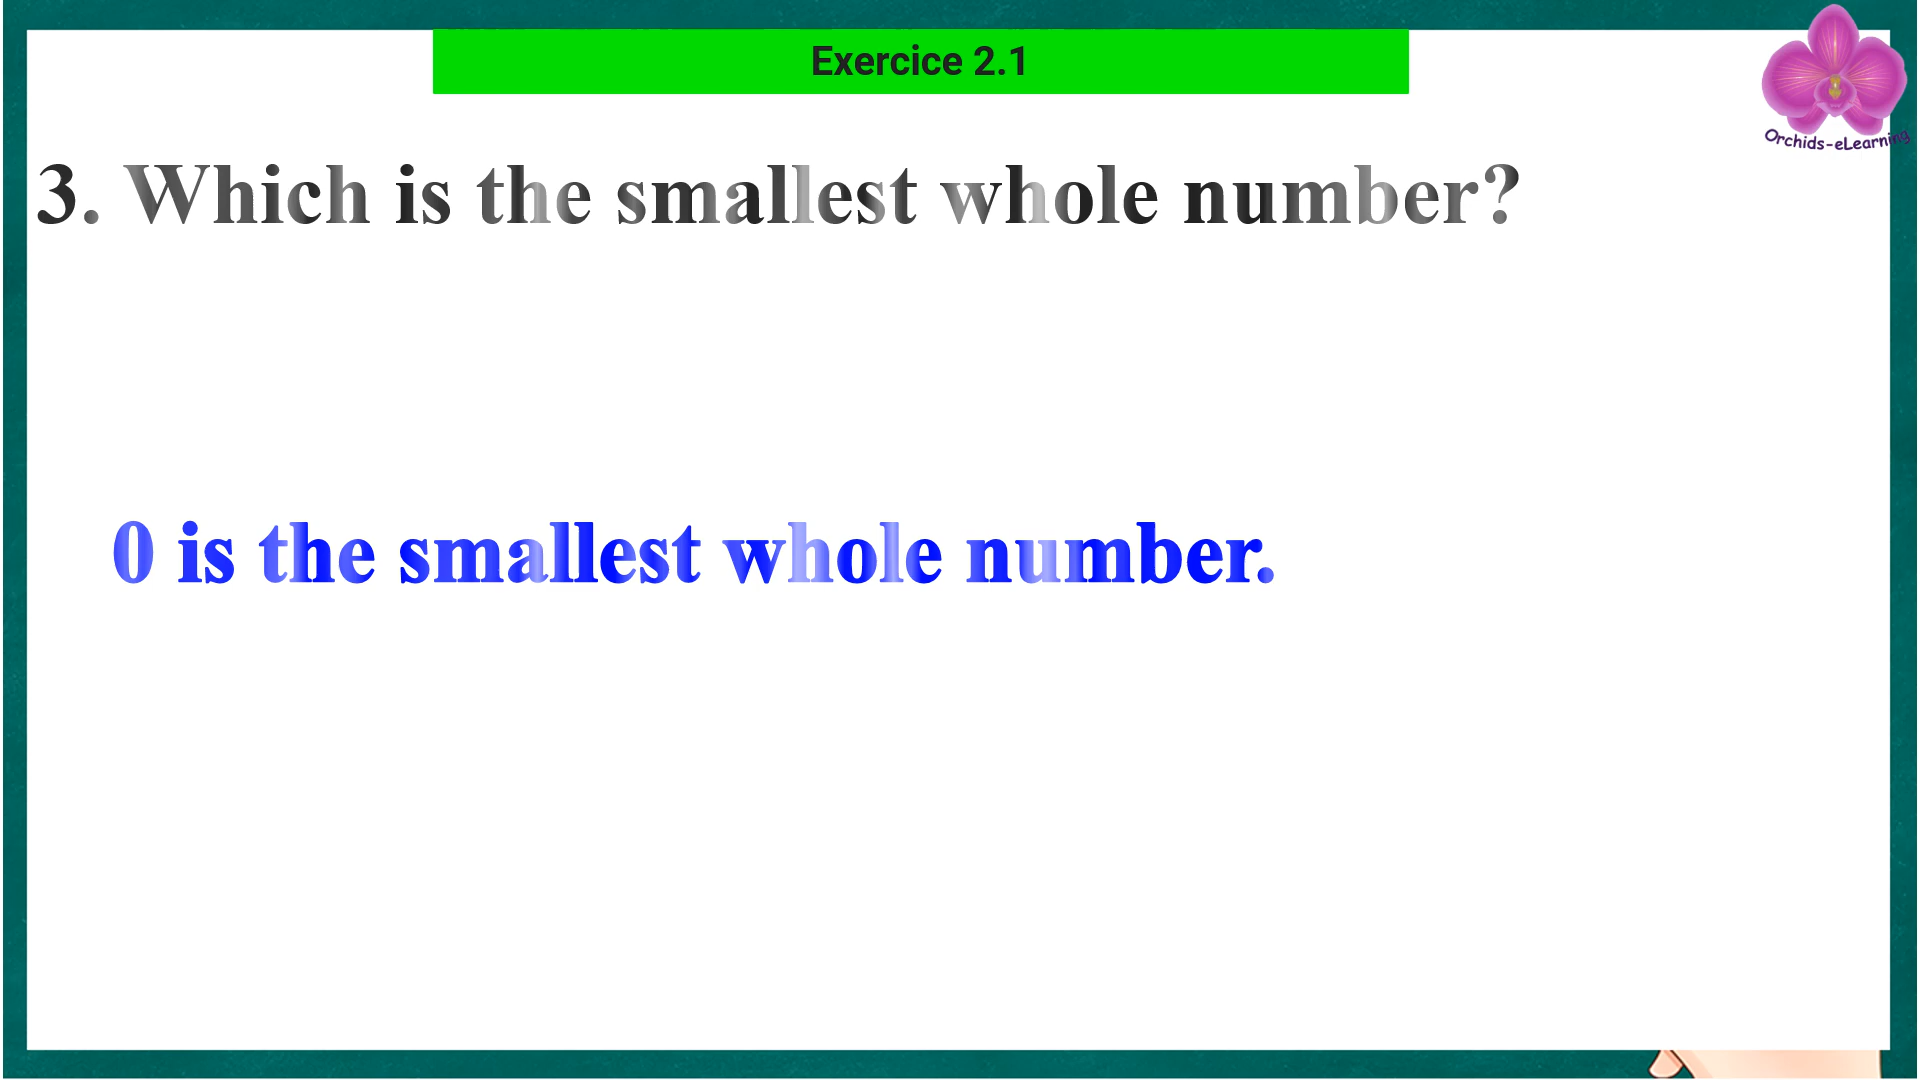 Exercice 2.1
Orchids-eLearning
3. Which is the smallest whole number?
0 is the smallest whole number.